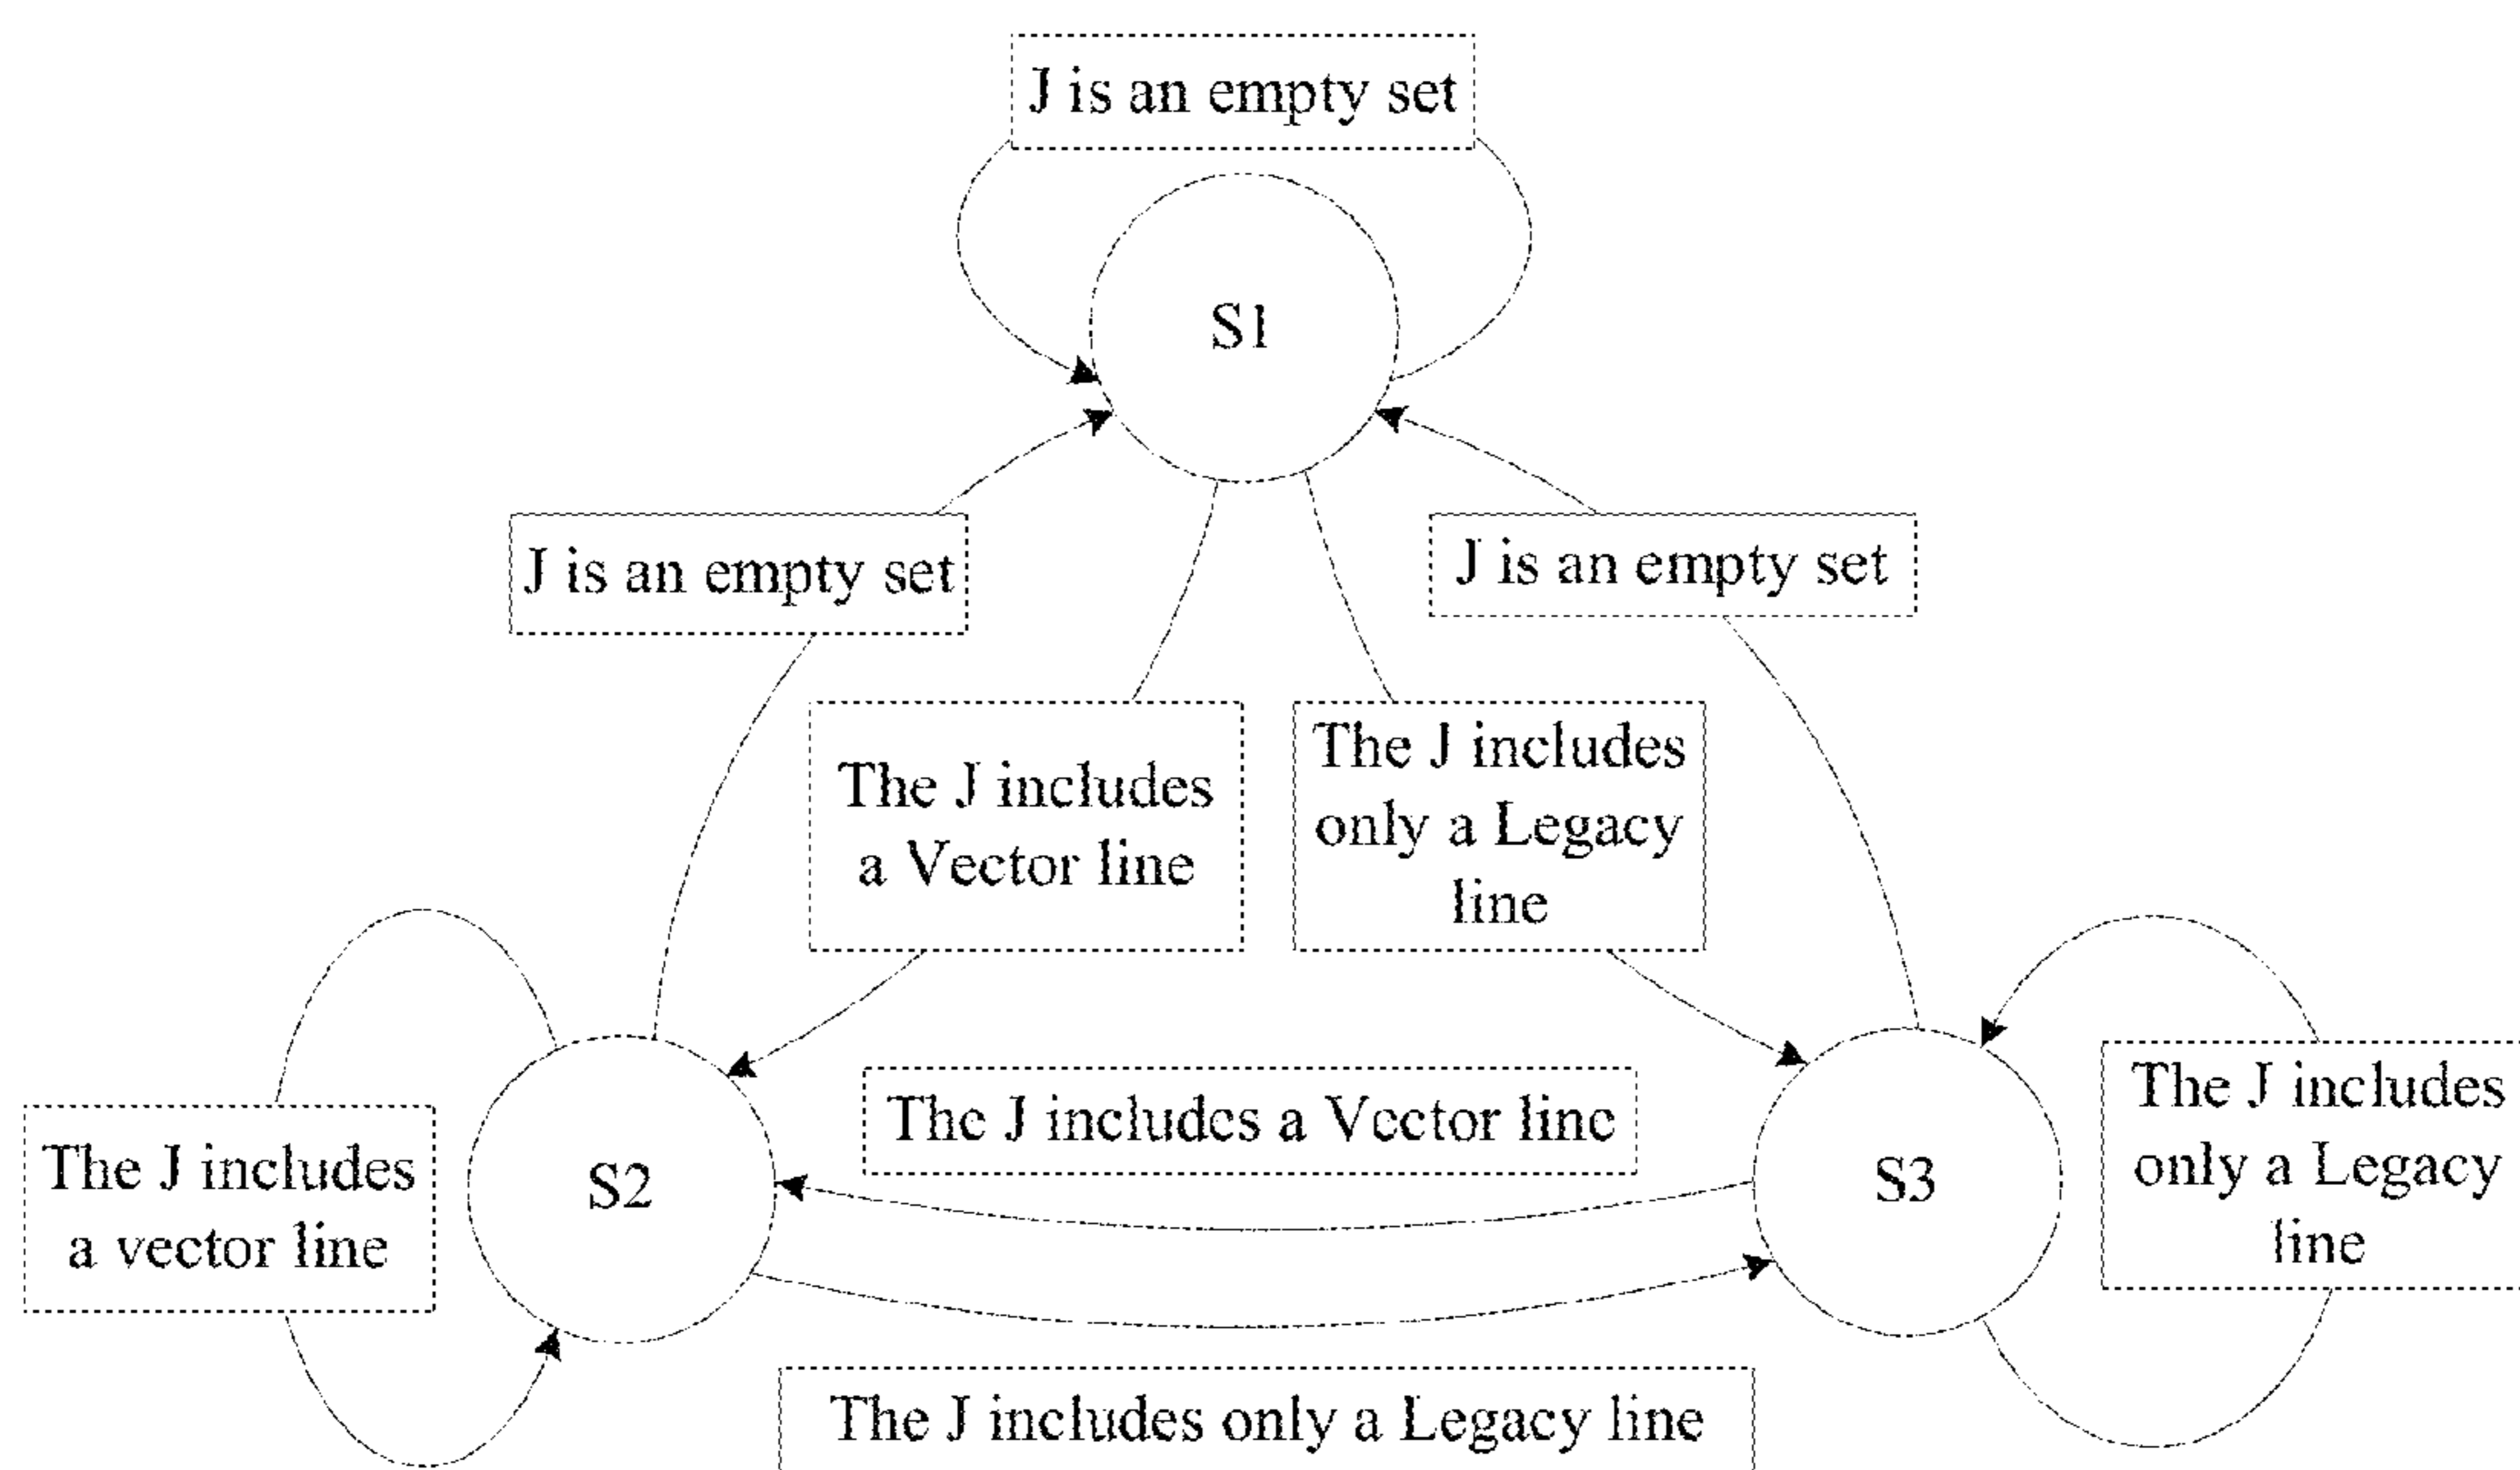 J is an empty set
S1
J is an empty set
J is an empty set
The J includes
a Vector line
The J includes
only a Legacy
line
The J includes
a vector line
S2
The J includes a Vector line
S3
The J includes
only a Legacy
line
The J includes only a Legacy line